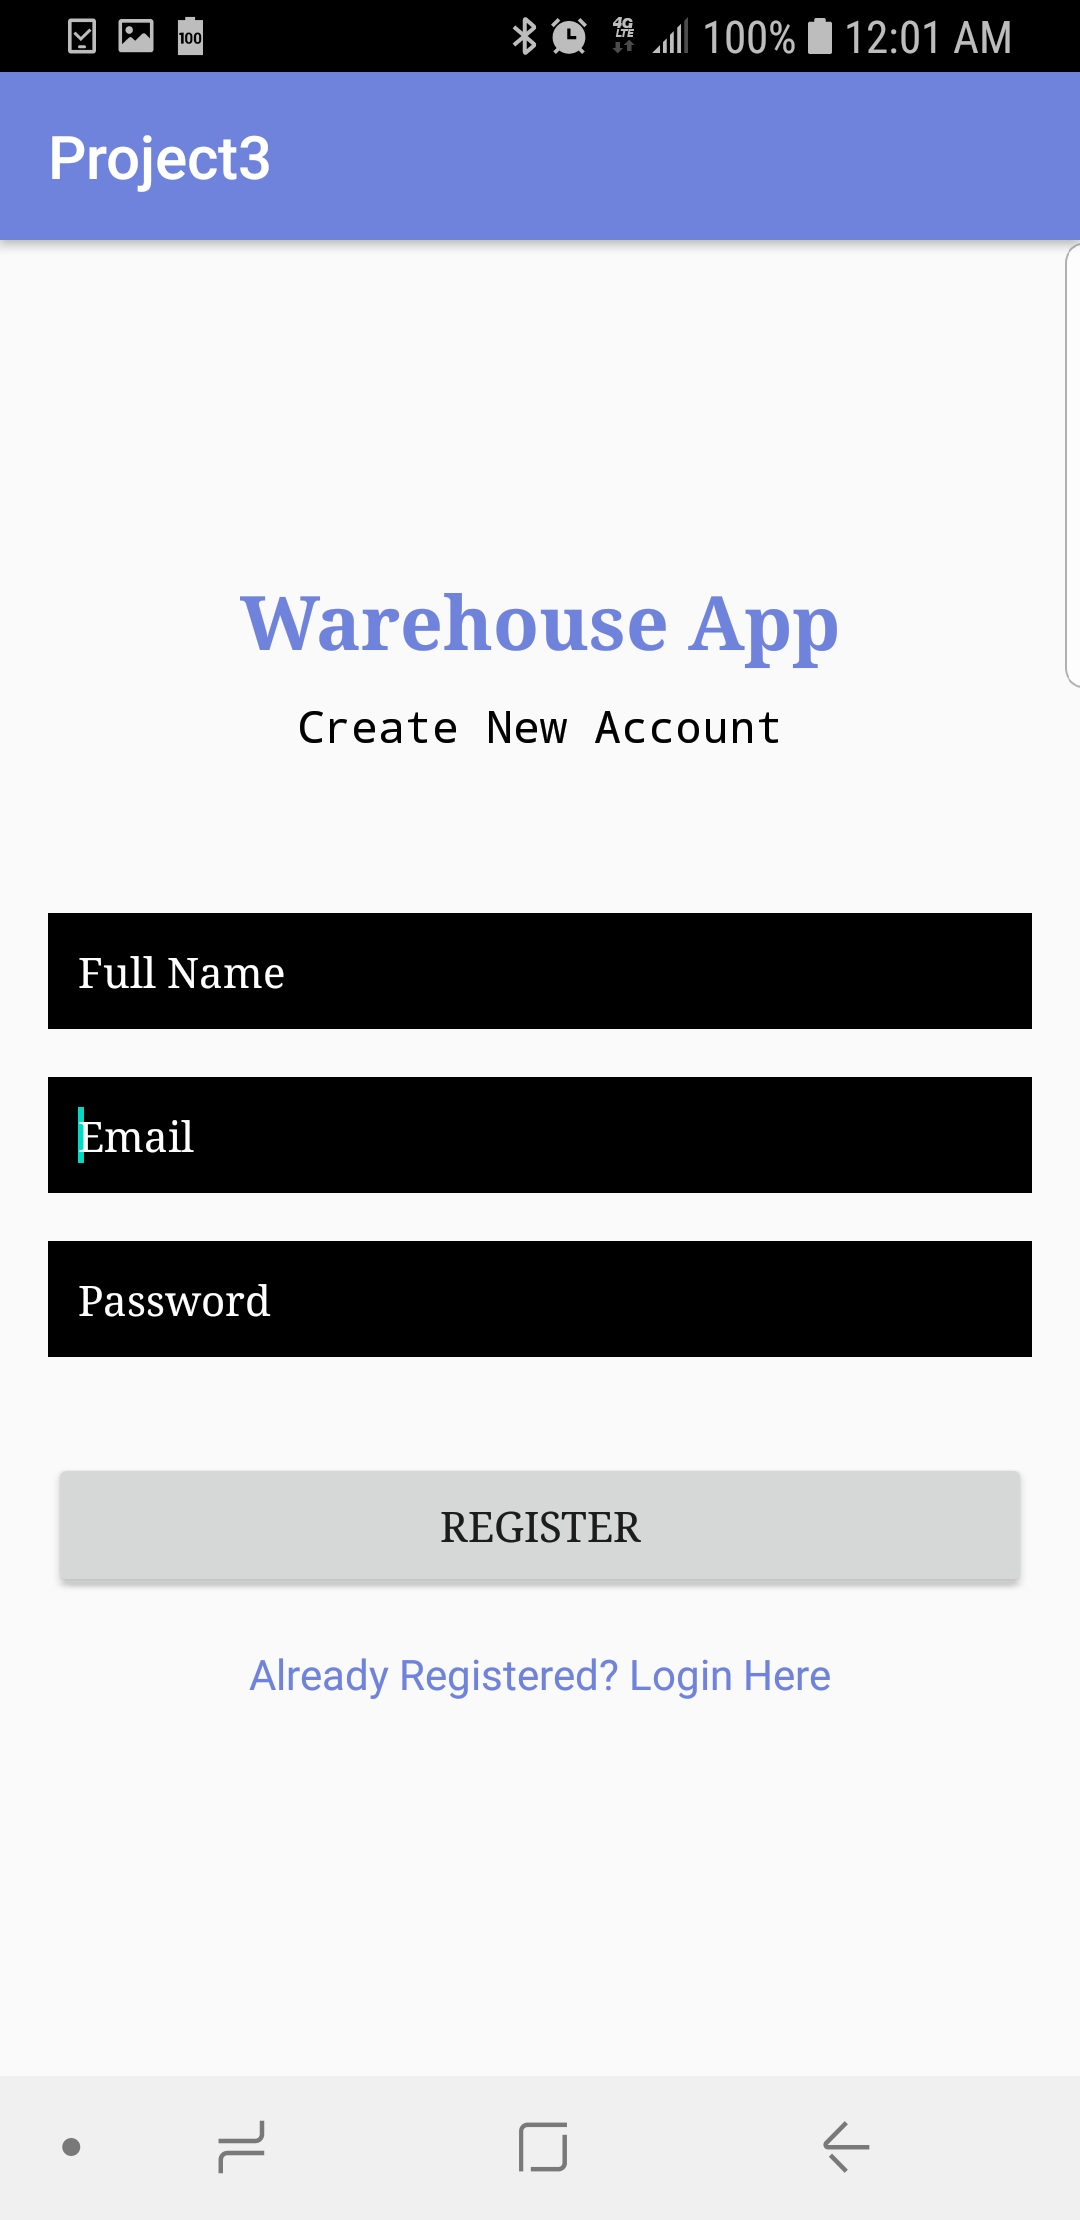 100 4G LTE 100% 12:01 AM
Project3
Warehouse App
Create New Account
Full Name
Email
Password
REGISTER
Already Registered? Login Here